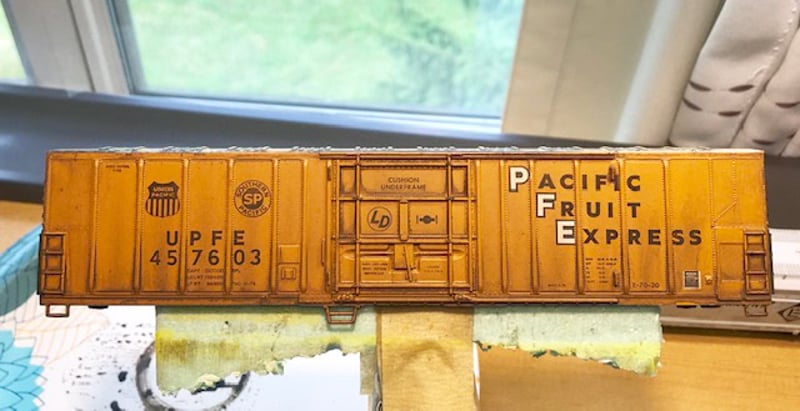 UNION
PACIFIC
SOUTHERN
SP
PACIFIC
UPFE
457603
CUSHION
UNDERFRAME
LD
PACIFIC
FRUIT
EXPRESS